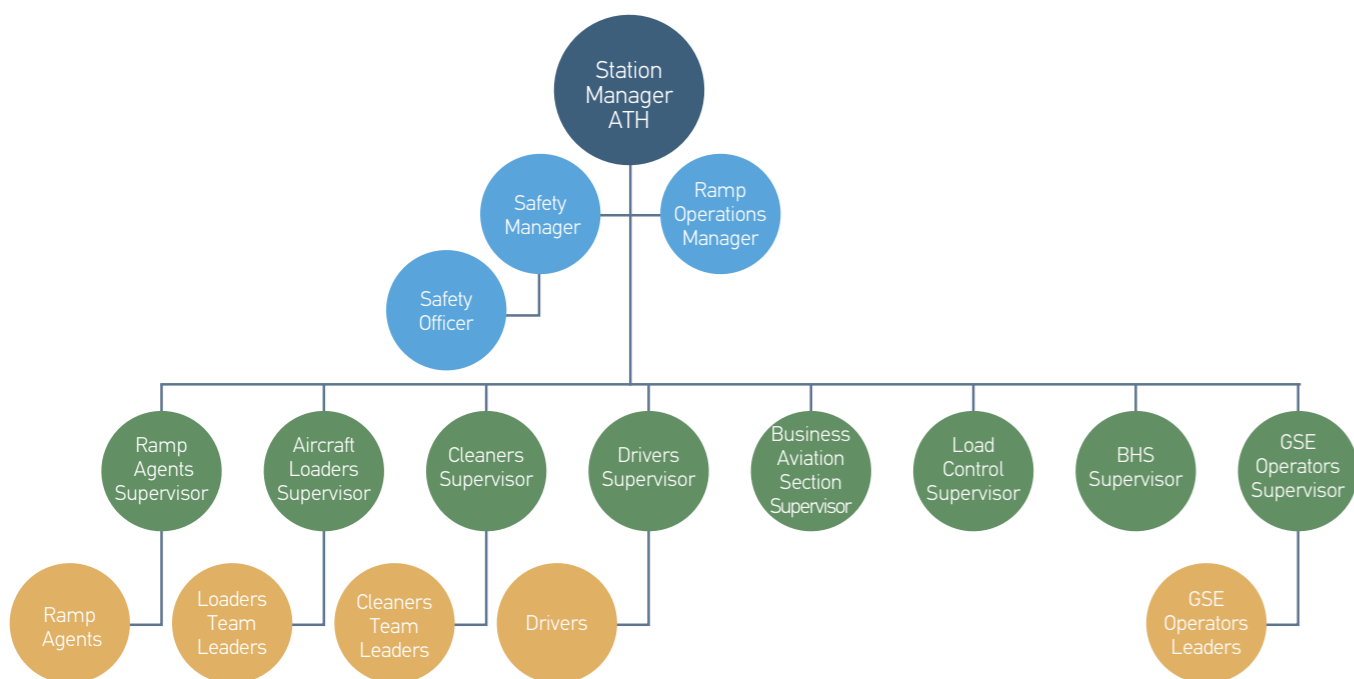 Station
Manager
ATH
Safety
Manager
Ramp
Operations
Manager
Safety
Officer
Ramp
Agents
Supervisor
Aircraft
Loaders
Supervisor
Cleaners
Supervisor
Drivers
Supervisor
Business
Aviation
Section
Supervisor
Load
Control
Supervisor
BHS
Supervisor
GSE
Operators
Supervisor
Ramp
Agents
Loaders
Team
Leaders
Cleaners
Team
Leaders
Drivers
GSE
Operators
Leaders